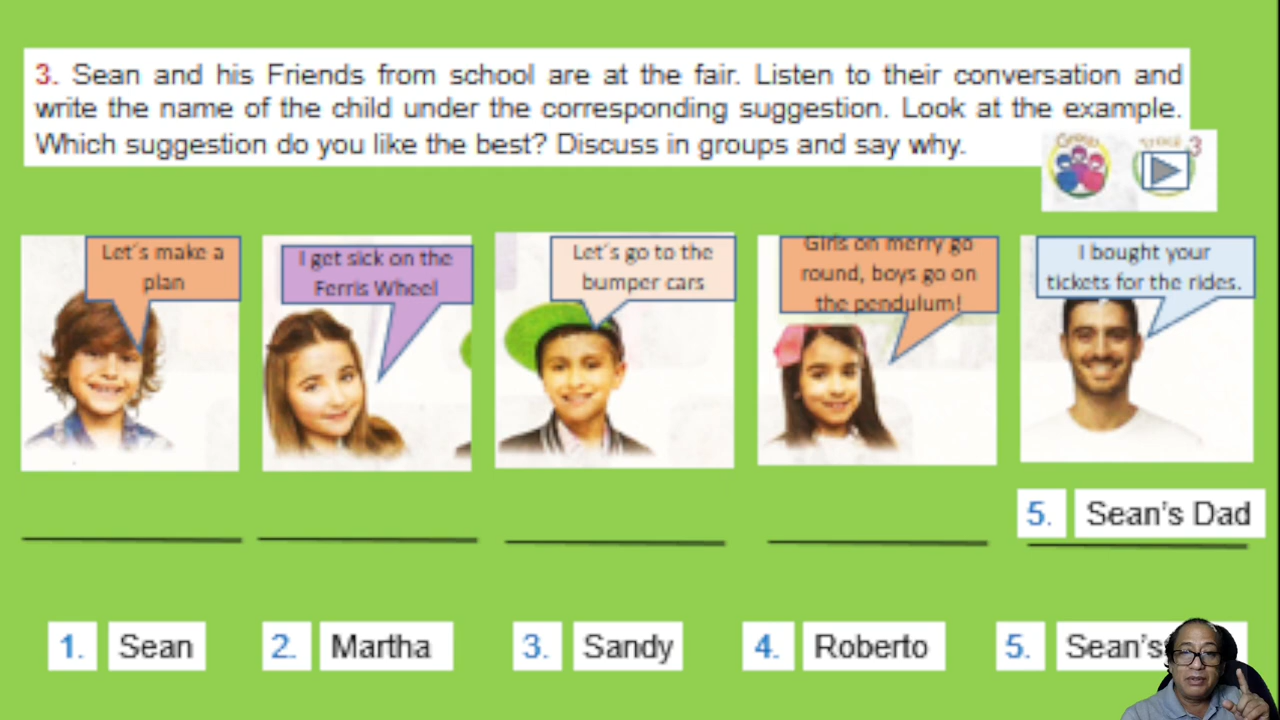 3. Sean and his Friends from school are at the fair. Listen to their conversation and
write the name of the child under the corresponding suggestion. Look at the example.
Which suggestion do you like the best? Discuss in groups and say why.
Group
3
Let´s make a
plan
I get sick on the
Ferris Wheel
Let´s go to the
bumper cars
Girls on merry go
round, boys go on
the pendulum!
I bought your
tickets for the rides.
5. Sean's Dad
1. Sean
2. Martha
3. Sandy
4. Roberto
5. Sean's